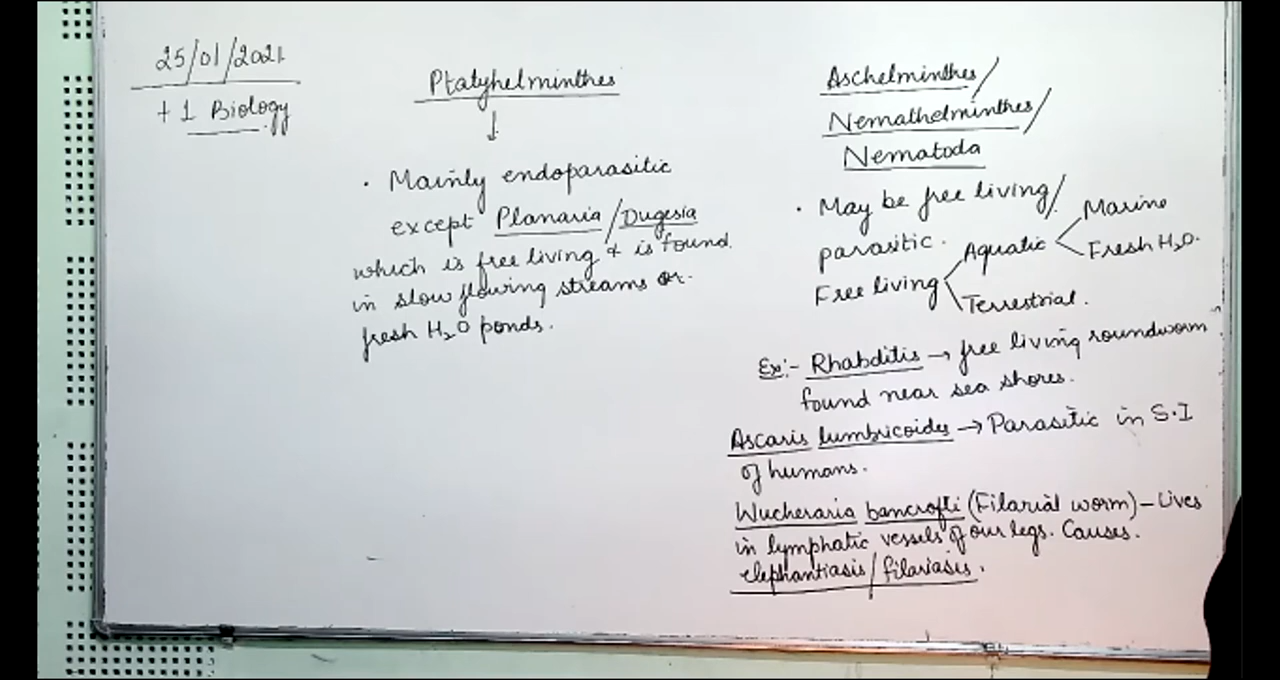 25/01/2021
+1 Biology
Platyhelminthes
↓
· Mainly endoparasitic
except Planaria/Dugesia
which is free living & is found
in slow flowing streams or
fresh H₂O ponds.
Aschelminthes/
Nemathelminthes/
Nematoda
· May be free living/
parasitic.
Free living
Aquatic
Marine
Fresh H₂O.
Terrestrial.
Ex:- Rhabditis → free living roundworm
found near sea shores.
Ascaris lumbricoides → Parasitic in S.I
of humans.
Wucheraria bancrofti (Filarial worm) – Lives
in lymphatic vessels of our legs. Causes.
elephantiasis/filariasis.